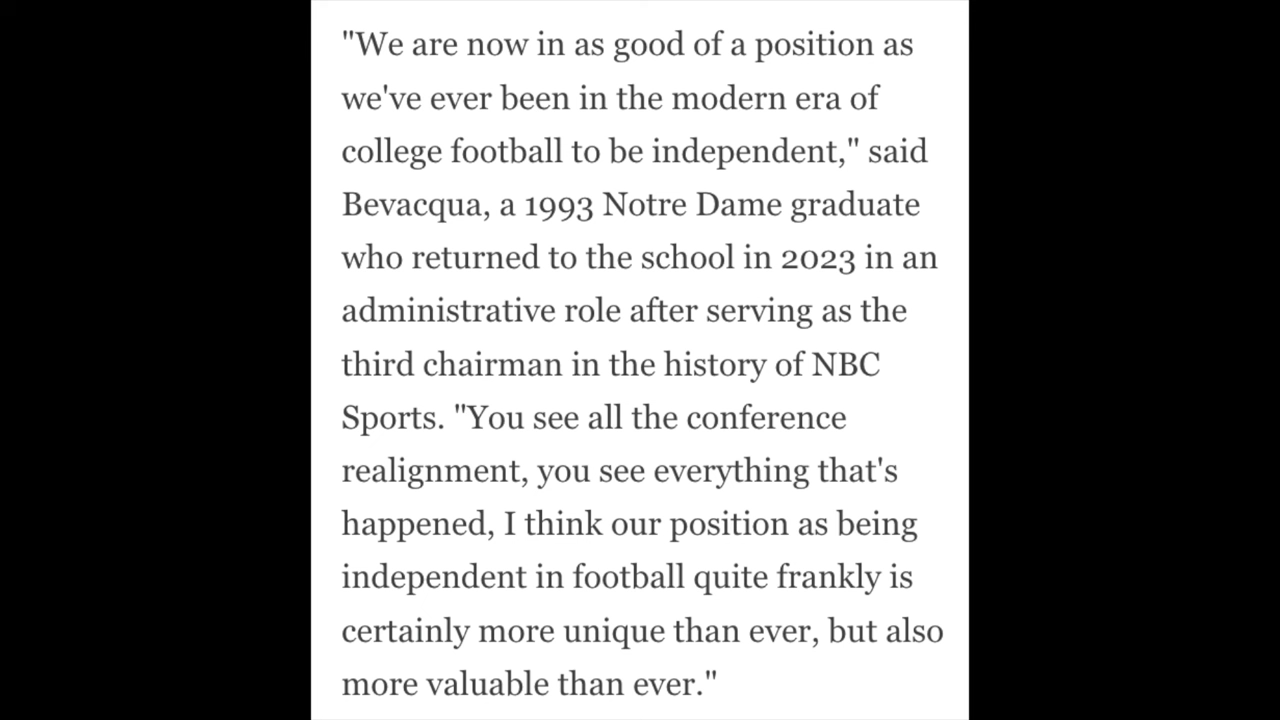 "We are now in as good of a position as
we've ever been in the modern era of
college football to be independent," said
Bevacqua, a 1993 Notre Dame graduate
who returned to the school in 2023 in an
administrative role after serving as the
third chairman in the history of NBC
Sports. "You see all the conference
realignment, you see everything that's
happened, I think our position as being
independent in football quite frankly is
certainly more unique than ever, but also
more valuable than ever."